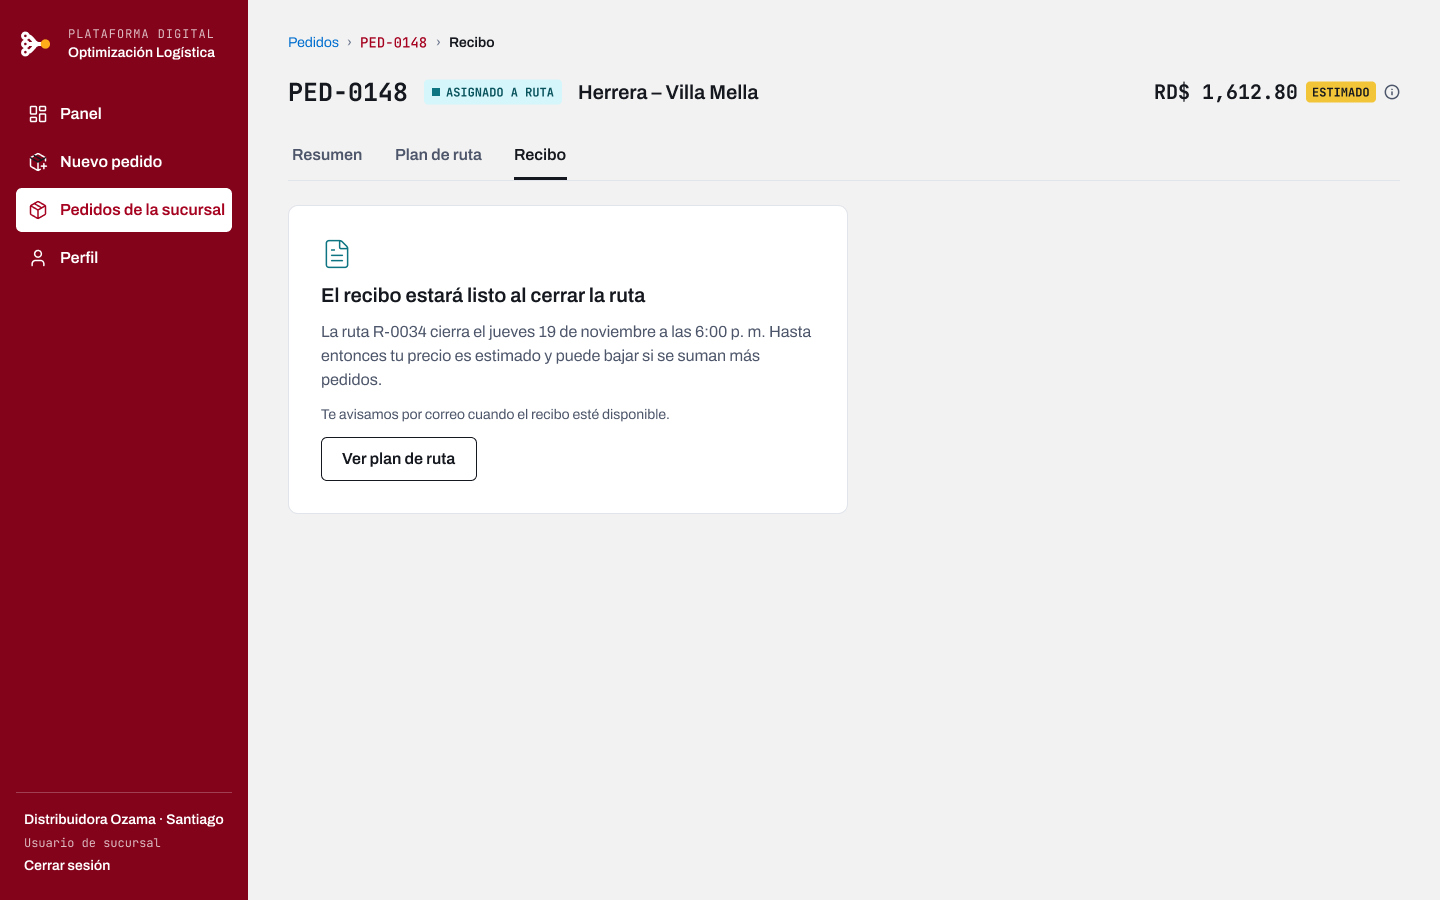 PLATAFORMA DIGITAL
Optimización Logística
Panel
Nuevo pedido
Pedidos de la sucursal
Perfil
Distribuidora Ozama · Santiago
Usuario de sucursal
Cerrar sesión
Pedidos › PED-0148 › Recibo
PED-0148 ASIGNADO A RUTA Herrera – Villa Mella RD$ 1,612.80 ESTIMADO
Resumen Plan de ruta Recibo
El recibo estará listo al cerrar la ruta
La ruta R-0034 cierra el jueves 19 de noviembre a las 6:00 p. m. Hasta
entonces tu precio es estimado y puede bajar si se suman más
pedidos.
Te avisamos por correo cuando el recibo esté disponible.
Ver plan de ruta